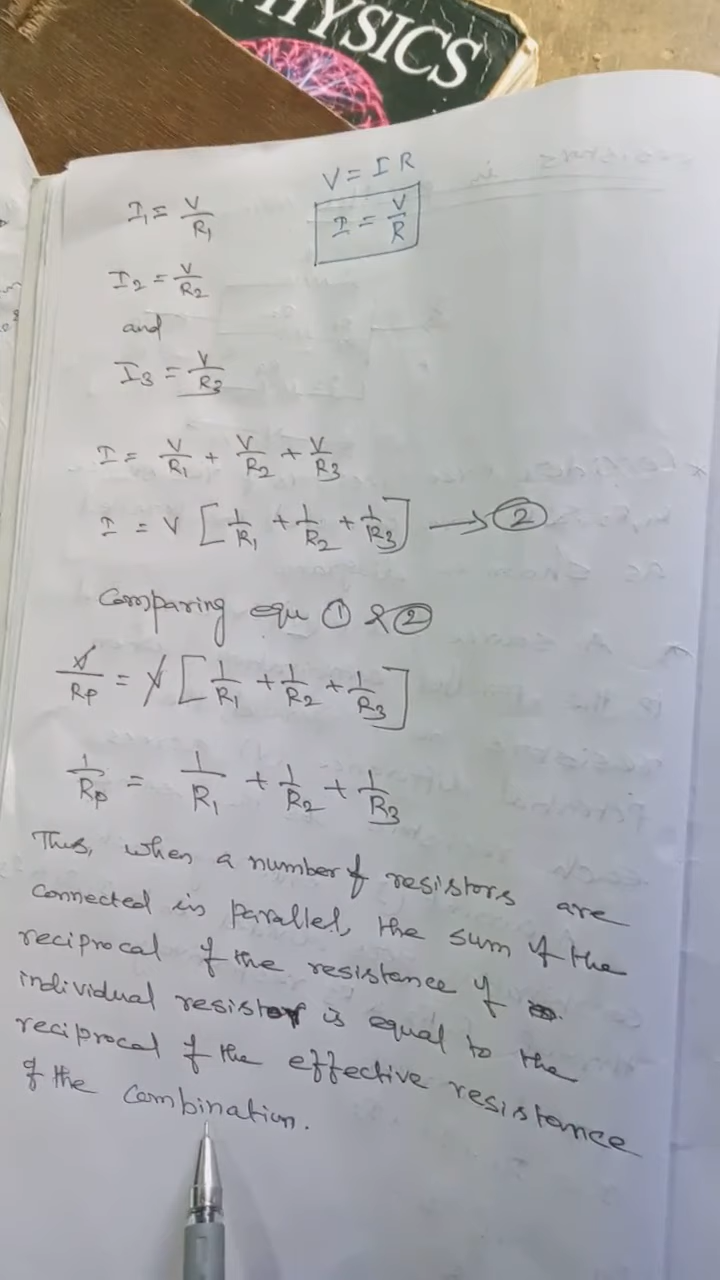 PHYSICS
V = I R
I = V/R
I₁ = V/R₁
I₂ = V/R₂
and
I₃ = V/R₃
I = V/R₁ + V/R₂ + V/R₃
I = V [1/R₁ + 1/R₂ + 1/R₃] → ②
Comparing equ ① & ②
V/Rp = V [1/R₁ + 1/R₂ + 1/R₃]
1/Rp = 1/R₁ + 1/R₂ + 1/R₃
Thus, when a number of resistors are
connected in parallel, the sum of the
reciprocal of the resistance of
individual resistor is equal to the
reciprocal of the effective resistance
of the combination.